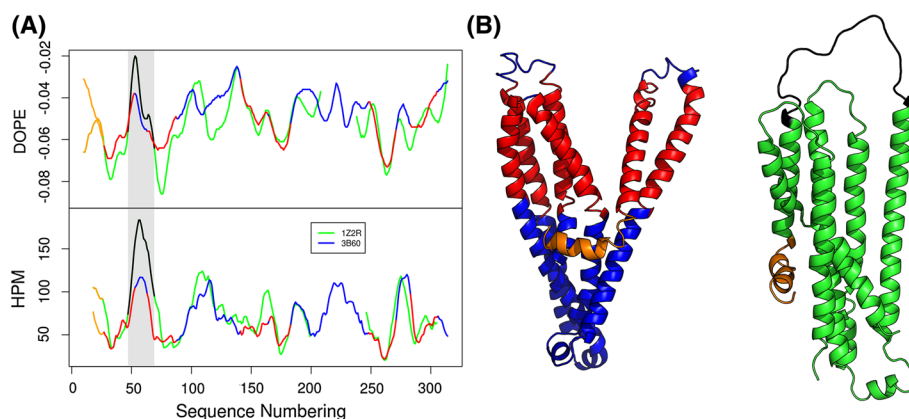 (A)
(B)
DOPE
-0.02
-0.04
-0.06
-0.08
HPM
150
100
50
1Z2R
3B60
0 50 100 150 200 250 300
Sequence Numbering